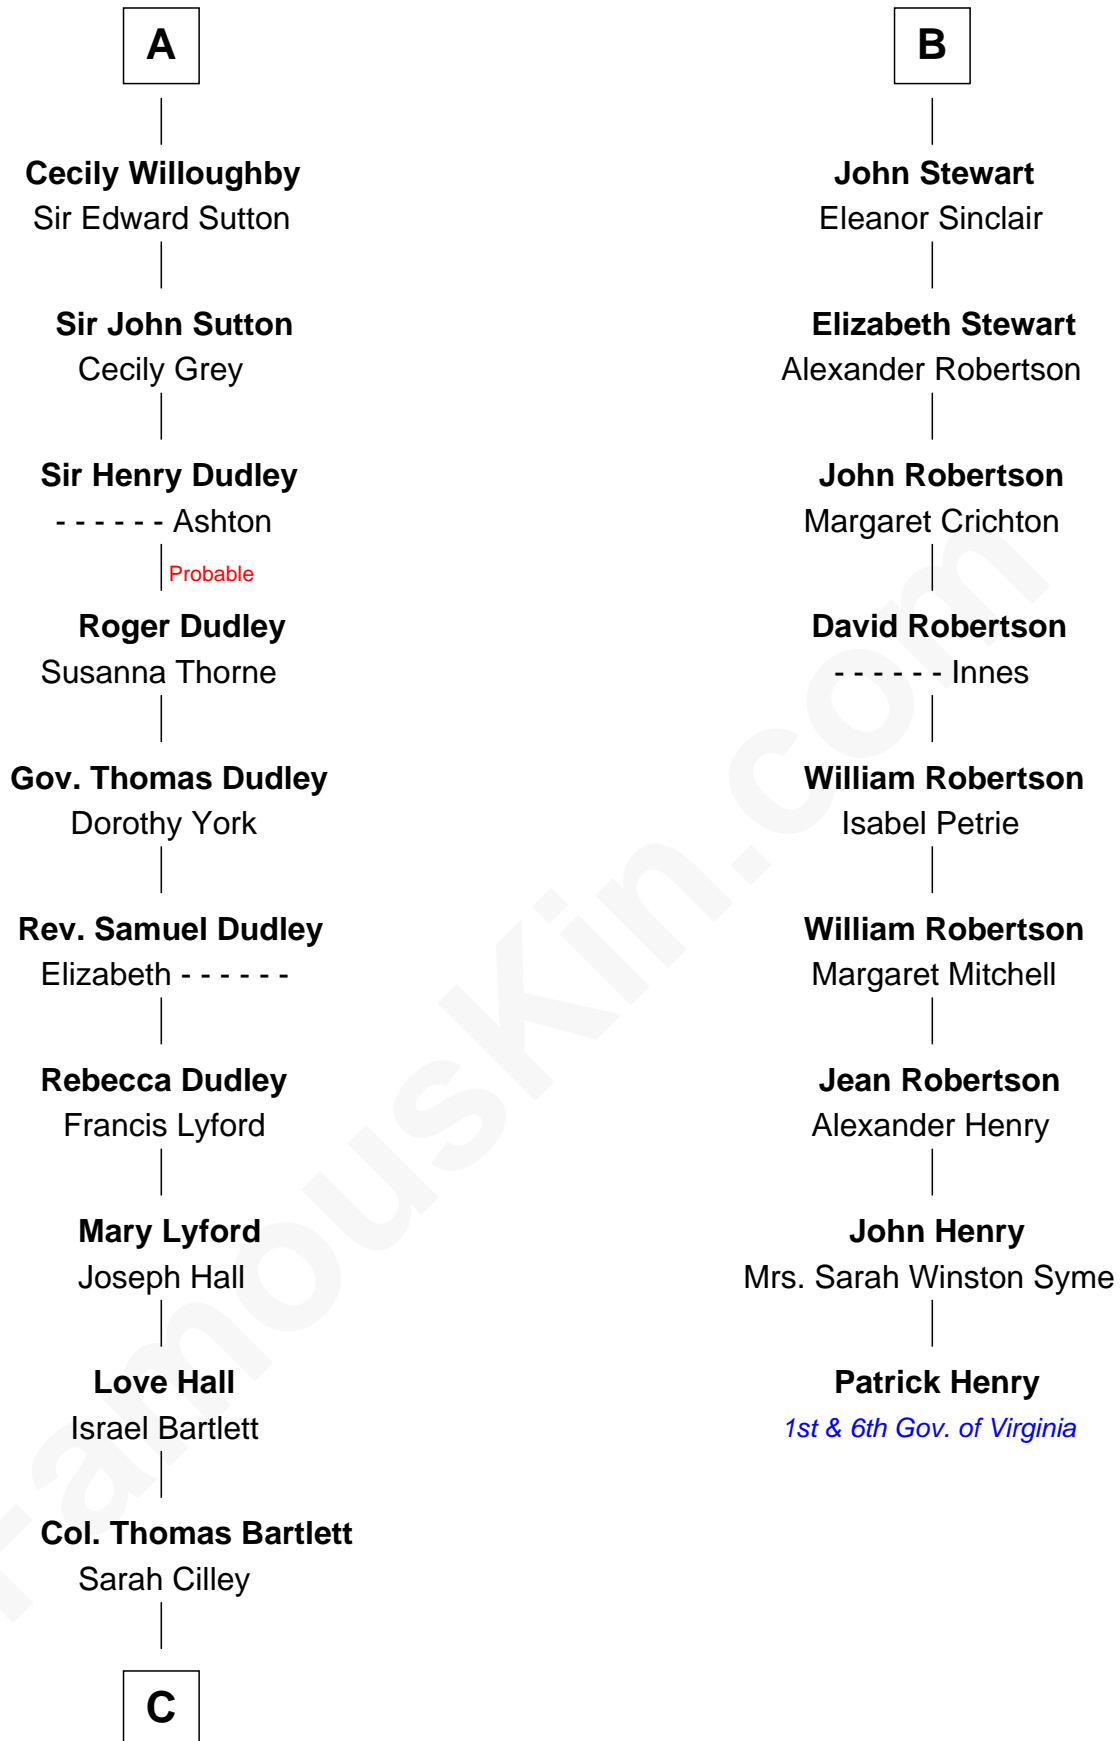 A
Cecily Willoughby
Sir Edward Sutton
Sir John Sutton
Cecily Grey
Sir Henry Dudley
- - - - - - Ashton
Probable
Roger Dudley
Susanna Thorne
Gov. Thomas Dudley
Dorothy York
Rev. Samuel Dudley
Elizabeth - - - - - -
Rebecca Dudley
Francis Lyford
Mary Lyford
Joseph Hall
Love Hall
Israel Bartlett
Col. Thomas Bartlett
Sarah Cilley
C
B
John Stewart
Eleanor Sinclair
Elizabeth Stewart
Alexander Robertson
John Robertson
Margaret Crichton
David Robertson
- - - - - - Innes
William Robertson
Isabel Petrie
William Robertson
Margaret Mitchell
Jean Robertson
Alexander Henry
John Henry
Mrs. Sarah Winston Syme
Patrick Henry
1st & 6th Gov. of Virginia
FamousKin.com